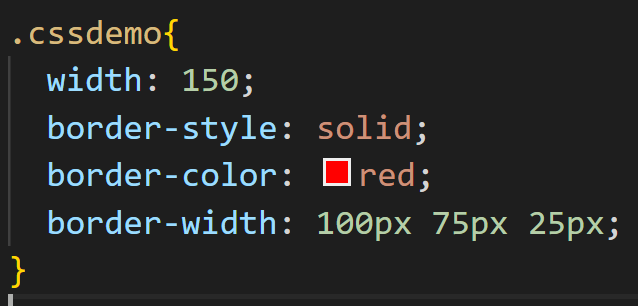 .cssdemo{
width: 150;
border-style: solid;
border-color: red;
border-width: 100px 75px 25px;
}